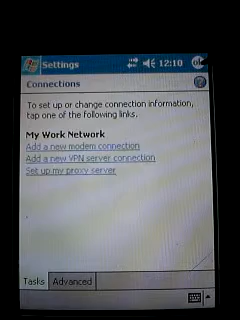 Settings 12:10 ok
Connections
To set up or change connection information,
tap one of the following links.
My Work Network
Add a new modem connection
Add a new VPN server connection
Set up my proxy server
Tasks Advanced